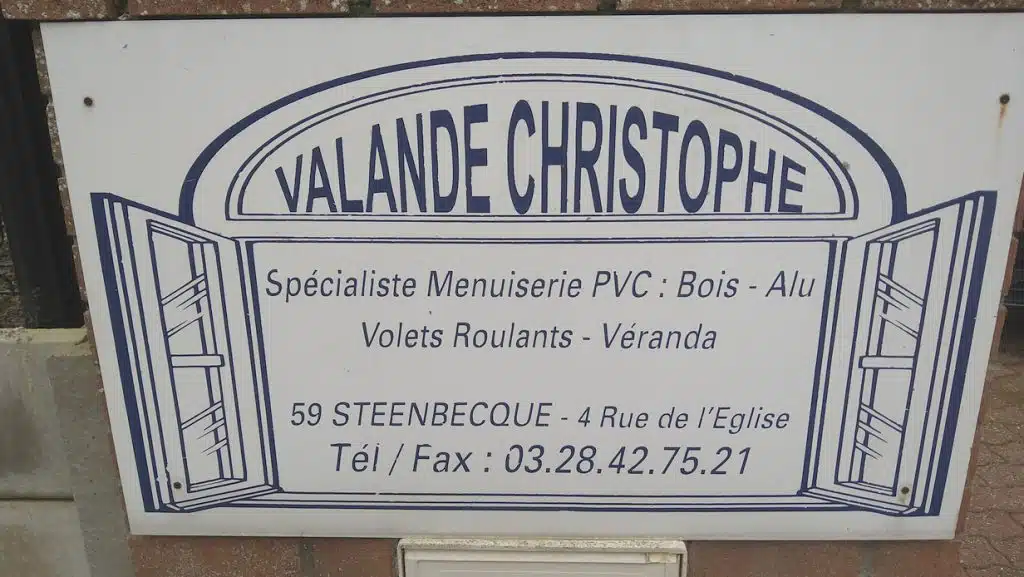 VALANDE CHRISTOPHE
Spécialiste Menuiserie PVC : Bois - Alu
Volets Roulants - Véranda
59 STEENBECQUE - 4 Rue de l'Eglise
Tél / Fax : 03.28.42.75.21